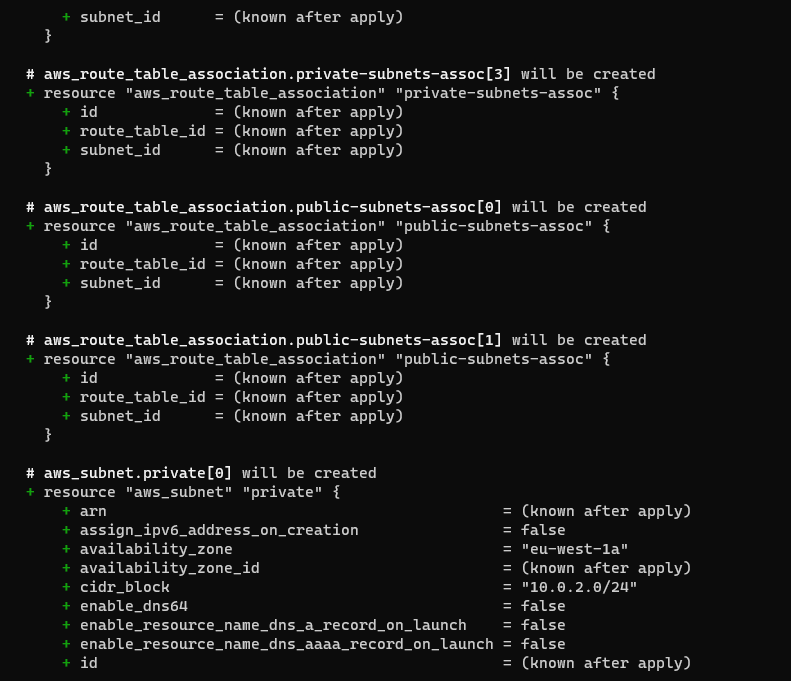 + subnet_id      = (known after apply)
    }
  # aws_route_table_association.private-subnets-assoc[3] will be created
  + resource "aws_route_table_association" "private-subnets-assoc" {
      + id             = (known after apply)
      + route_table_id = (known after apply)
      + subnet_id      = (known after apply)
    }
  # aws_route_table_association.public-subnets-assoc[0] will be created
  + resource "aws_route_table_association" "public-subnets-assoc" {
      + id             = (known after apply)
      + route_table_id = (known after apply)
      + subnet_id      = (known after apply)
    }
  # aws_route_table_association.public-subnets-assoc[1] will be created
  + resource "aws_route_table_association" "public-subnets-assoc" {
      + id             = (known after apply)
      + route_table_id = (known after apply)
      + subnet_id      = (known after apply)
    }
  # aws_subnet.private[0] will be created
  + resource "aws_subnet" "private" {
      + arn                                            = (known after apply)
      + assign_ipv6_address_on_creation                = false
      + availability_zone                              = "eu-west-1a"
      + availability_zone_id                           = (known after apply)
      + cidr_block                                     = "10.0.2.0/24"
      + enable_dns64                                   = false
      + enable_resource_name_dns_a_record_on_launch    = false
      + enable_resource_name_dns_aaaa_record_on_launch = false
      + id                                             = (known after apply)